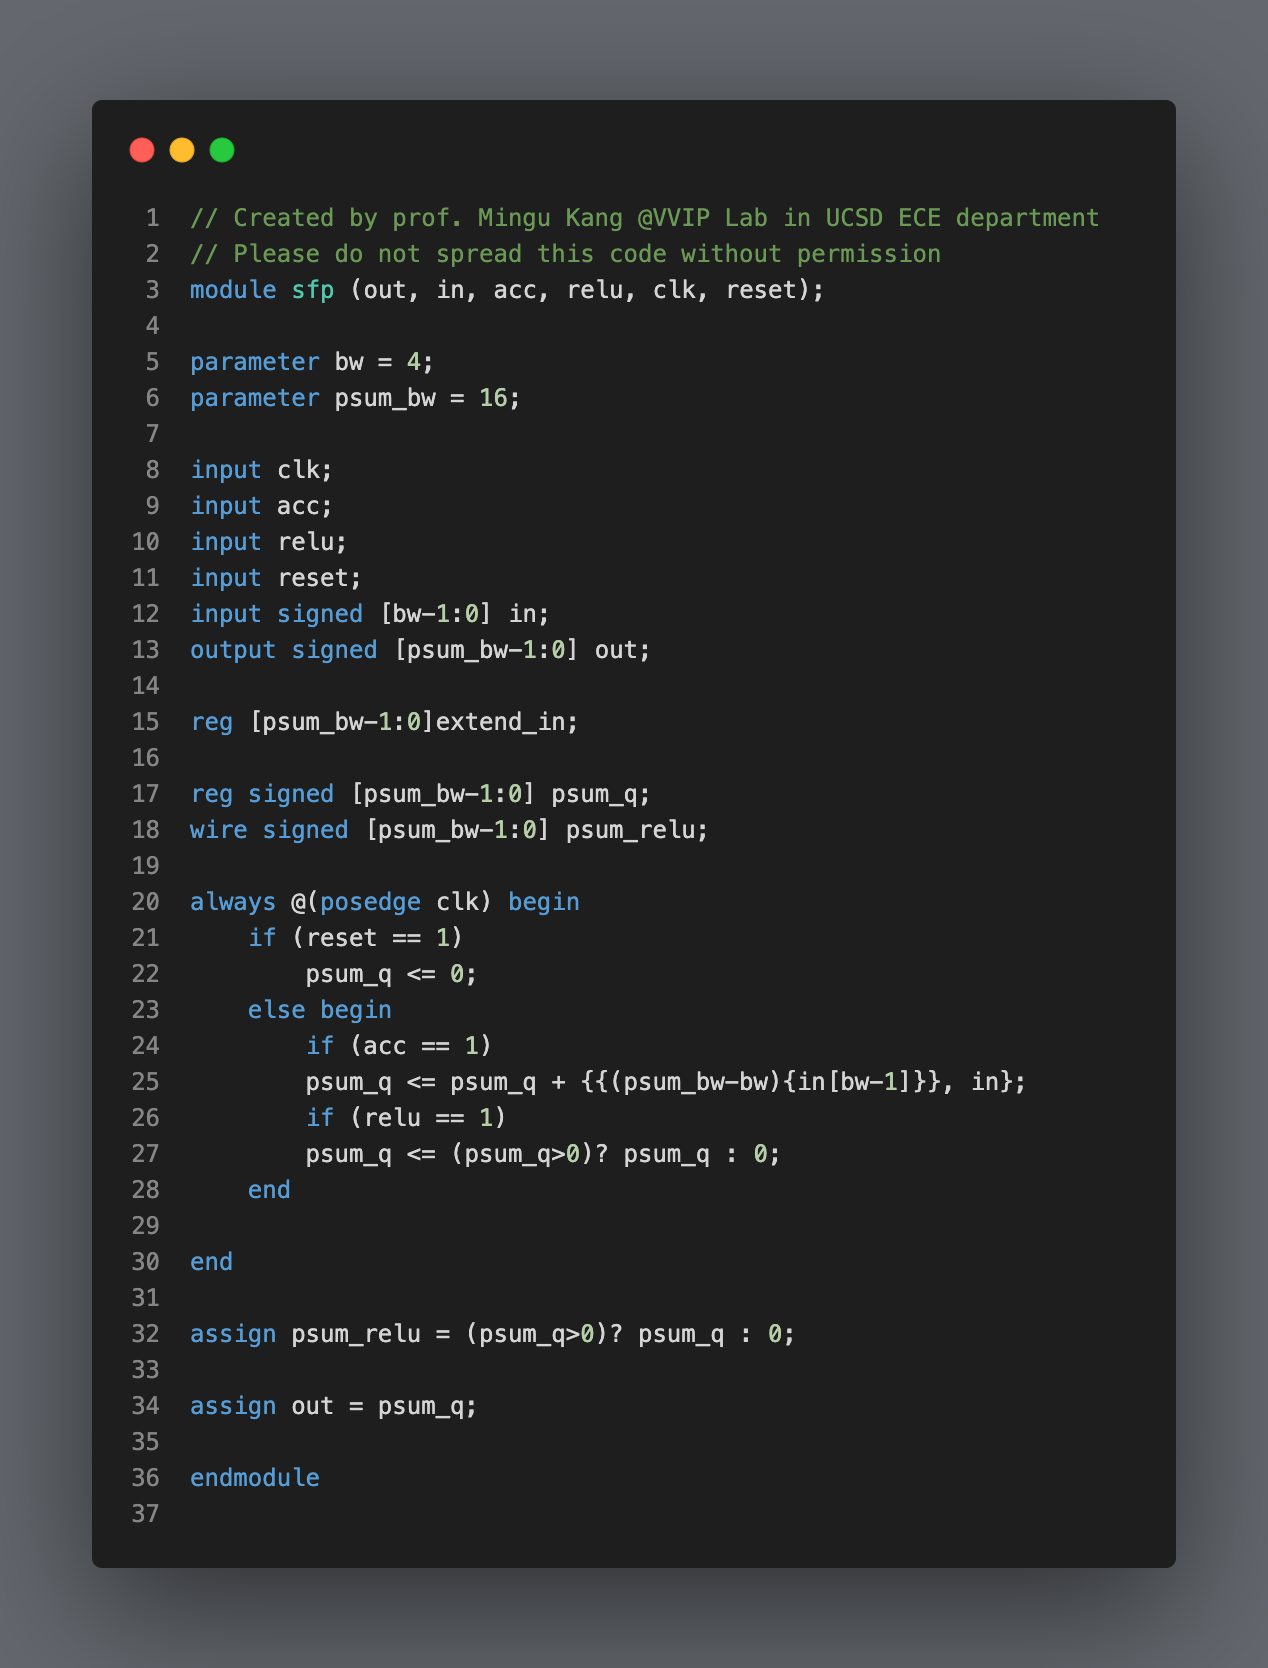 1 // Created by prof. Mingu Kang @VVIP Lab in UCSD ECE department
2 // Please do not spread this code without permission
3 module sfp (out, in, acc, relu, clk, reset);
4
5 parameter bw = 4;
6 parameter psum_bw = 16;
7
8 input clk;
9 input acc;
10 input relu;
11 input reset;
12 input signed [bw-1:0] in;
13 output signed [psum_bw-1:0] out;
14
15 reg [psum_bw-1:0]extend_in;
16
17 reg signed [psum_bw-1:0] psum_q;
18 wire signed [psum_bw-1:0] psum_relu;
19
20 always @(posedge clk) begin
21     if (reset == 1)
22         psum_q <= 0;
23     else begin
24         if (acc == 1)
25         psum_q <= psum_q + {{(psum_bw-bw){in[bw-1]}}, in};
26         if (relu == 1)
27         psum_q <= (psum_q>0)? psum_q : 0;
28     end
29
30 end
31
32 assign psum_relu = (psum_q>0)? psum_q : 0;
33
34 assign out = psum_q;
35
36 endmodule
37